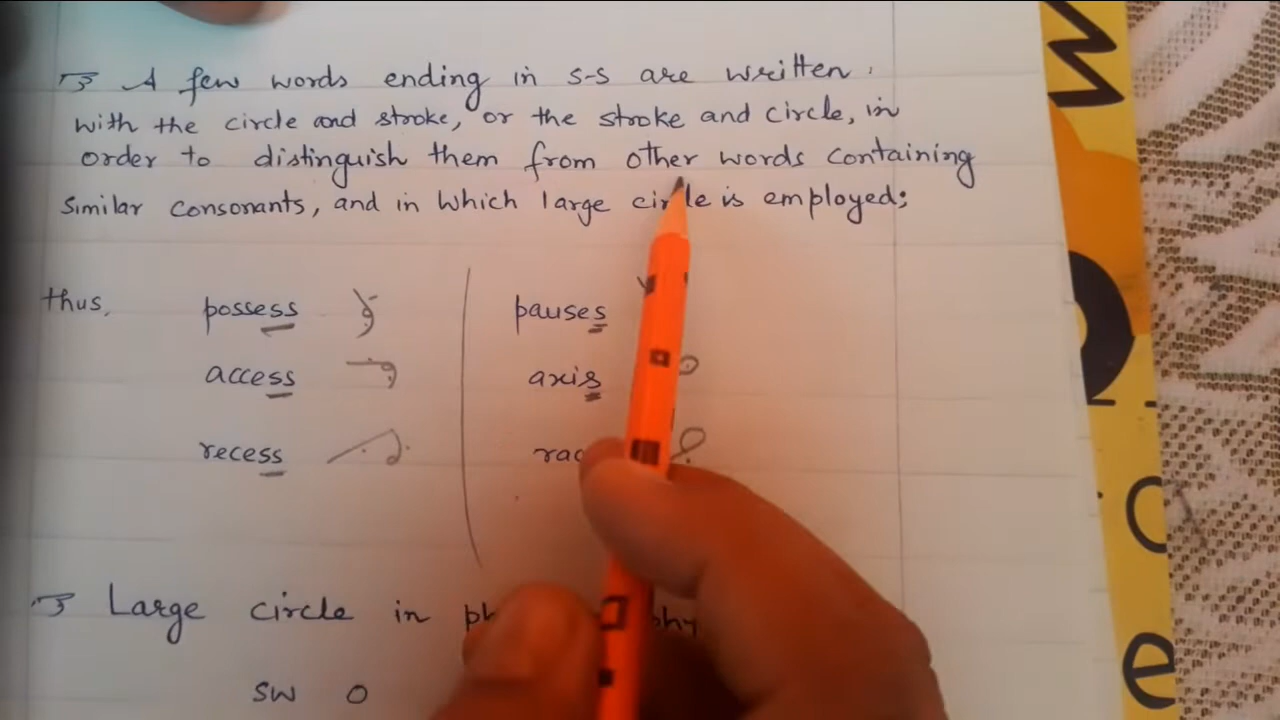 A few words ending in s-s are written.
with the circle and stroke, or the stroke and circle, in
order to distinguish them from other words containing
similar consonants, and in which large circle is employed;
thus, possess pauses
access axis
recess
Large circle in
SW